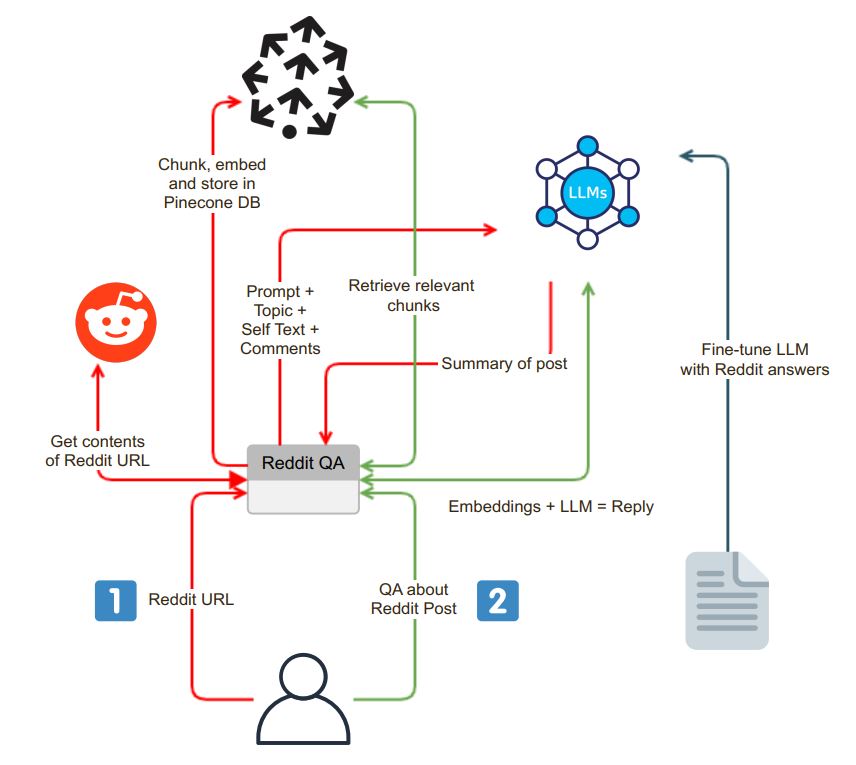 Chunk, embed
and store in
Pinecone DB
LLMs
Prompt +
Topic +
Self Text +
Comments
Retrieve relevant
chunks
Summary of post
Fine-tune LLM
with Reddit answers
Get contents
of Reddit URL
Reddit QA
Embeddings + LLM = Reply
1
Reddit URL
QA about
Reddit Post
2